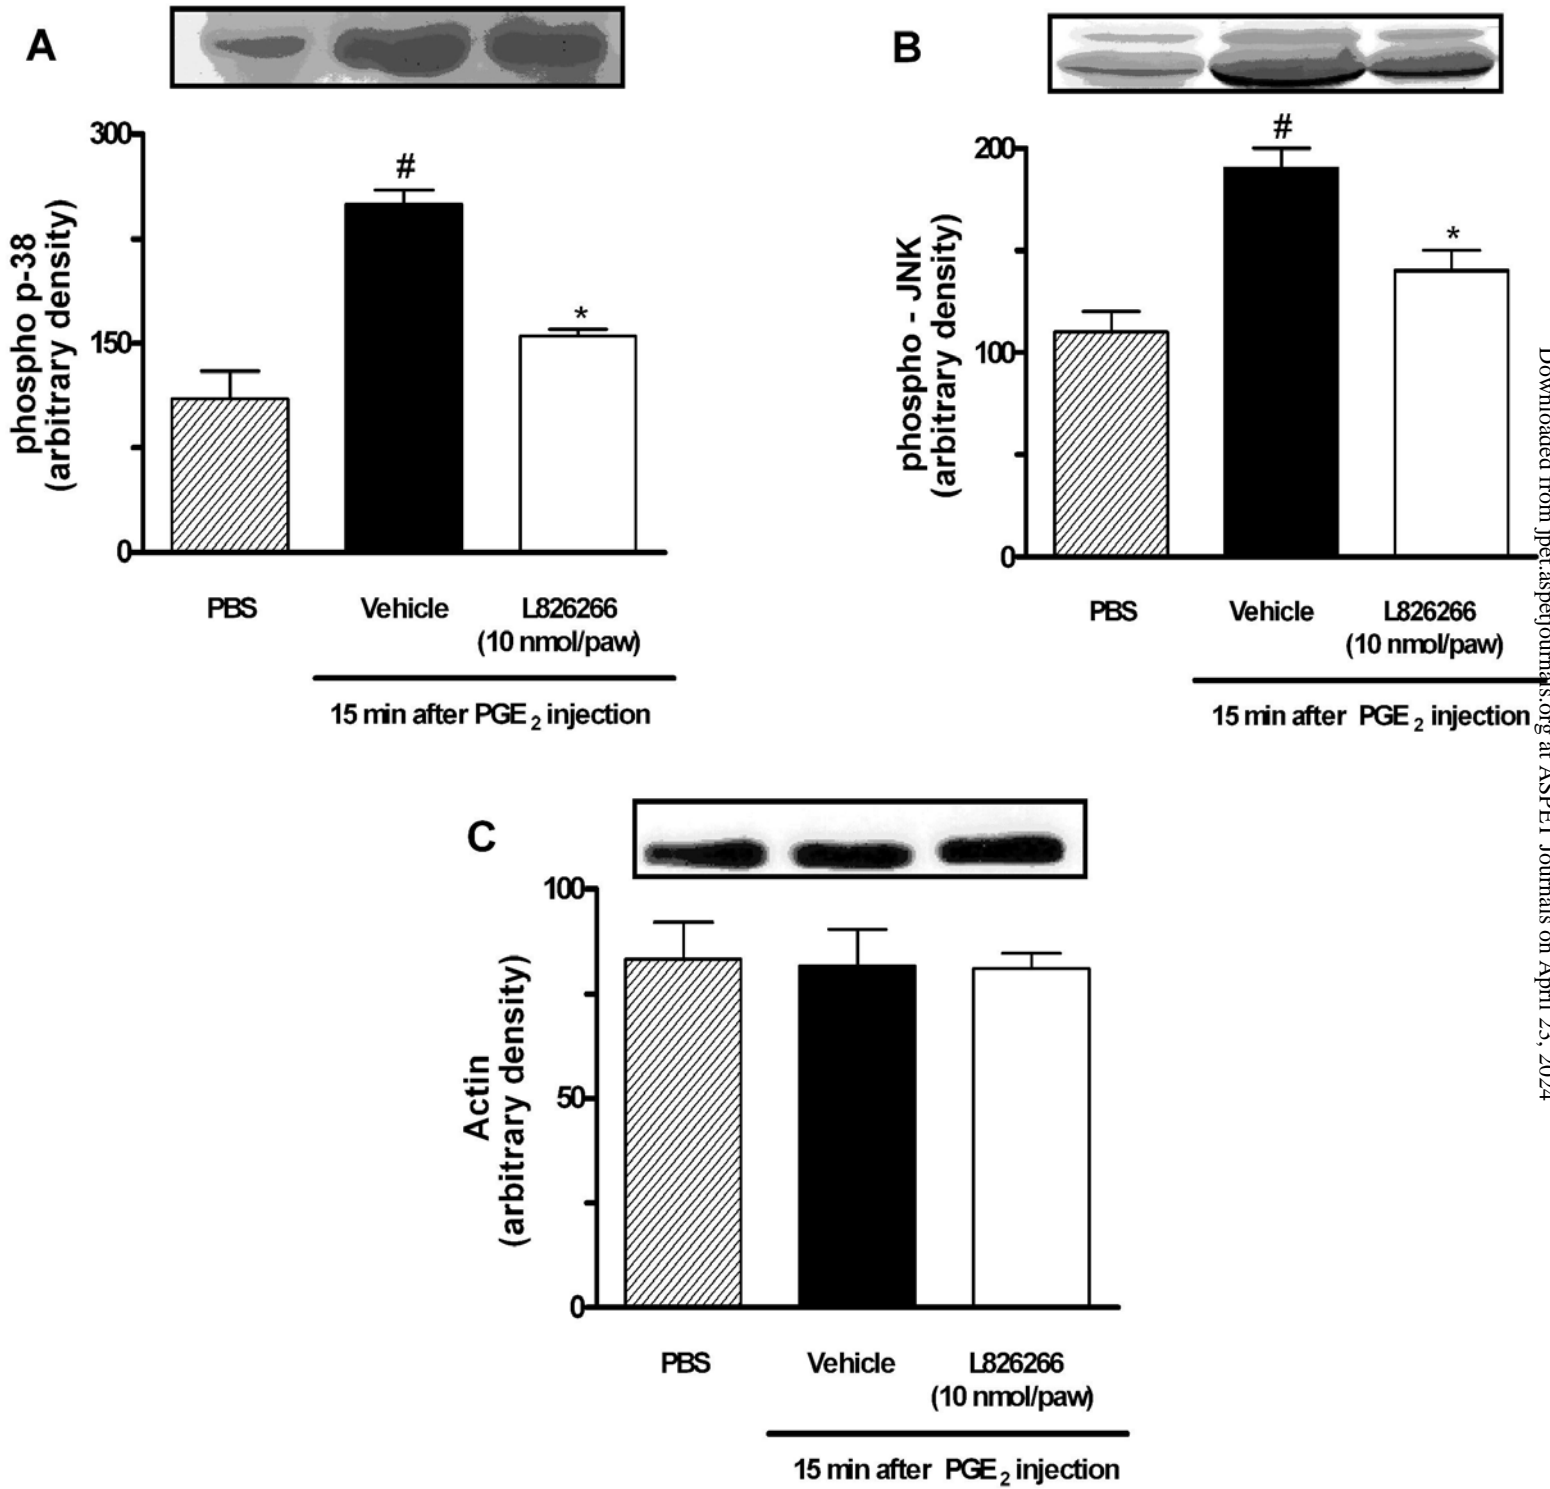 A
300
150
0
phospho p-38
(arbitrary density)
#
*
PBS
Vehicle
L826266
(10 nmol/paw)
15 min after PGE2 injection
B
200
100
0
phospho - JNK
(arbitrary density)
#
*
PBS
Vehicle
L826266
(10 nmol/paw)
15 min after PGE2 injection
C
100
50
0
Actin
(arbitrary density)
PBS
Vehicle
L826266
(10 nmol/paw)
15 min after PGE2 injection
Downloaded from jpet.aspetjournals.org at ASPET Journals on April 23, 2024